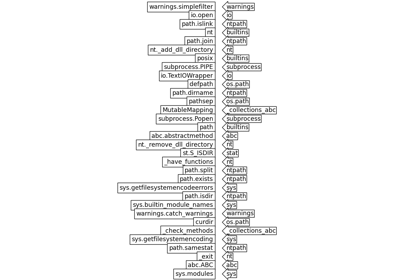 warnings.simplefilter warnings
io.open io
path.islink ntpath
nt builtins
path.join ntpath
nt._add_dll_directory nt
posix builtins
subprocess.PIPE subprocess
io.TextIOWrapper io
defpath os.path
path.dirname ntpath
pathsep os.path
MutableMapping _collections_abc
subprocess.Popen subprocess
path builtins
abc.abstractmethod abc
nt._remove_dll_directory nt
st.S_ISDIR stat
_have_functions nt
path.split ntpath
path.exists ntpath
sys.getfilesystemencodeerrors sys
path.isdir ntpath
sys.builtin_module_names sys
warnings.catch_warnings warnings
curdir os.path
_check_methods _collections_abc
sys.getfilesystemencoding sys
path.samestat ntpath
_exit nt
abc.ABC abc
sys.modules sys